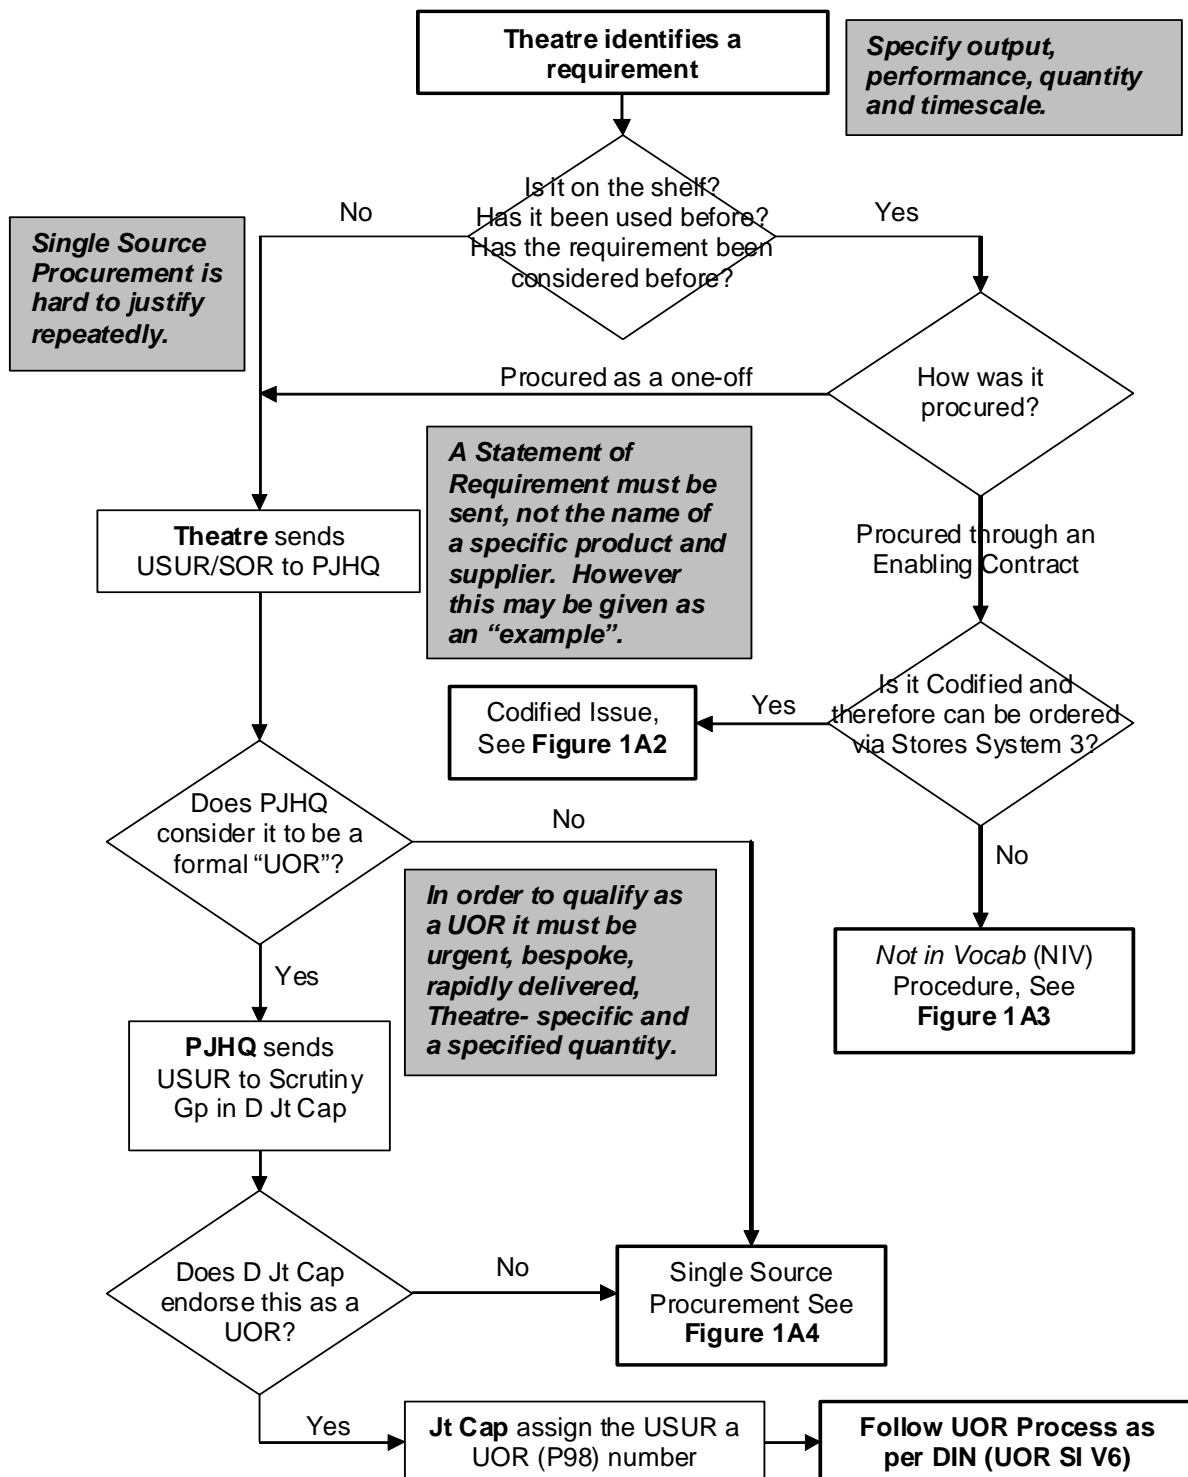 Theatre identifies a
requirement
Specify output,
performance, quantity
and timescale.
Is it on the shelf?
Has it been used before?
Has the requirement been
considered before?
No
Yes
Single Source
Procurement is
hard to justify
repeatedly.
Procured as a one-off
How was it
procured?
A Statement of
Requirement must be
sent, not the name of
a specific product and
supplier. However
this may be given as
an “example”.
Theatre sends
USUR/SOR to PJHQ
Procured through an
Enabling Contract
Is it Codified and
therefore can be ordered
via Stores System 3?
Yes
Codified Issue,
See Figure 1A2
Does PJHQ
consider it to be a
formal “UOR”?
No
No
In order to qualify as
a UOR it must be
urgent, bespoke,
rapidly delivered,
Theatre- specific and
a specified quantity.
Not in Vocab (NIV)
Procedure, See
Figure 1A3
Yes
PJHQ sends
USUR to Scrutiny
Gp in D Jt Cap
Does D Jt Cap
endorse this as a
UOR?
No
Single Source
Procurement See
Figure 1A4
Yes
Jt Cap assign the USUR a
UOR (P98) number
Follow UOR Process as
per DIN (UOR SI V6)